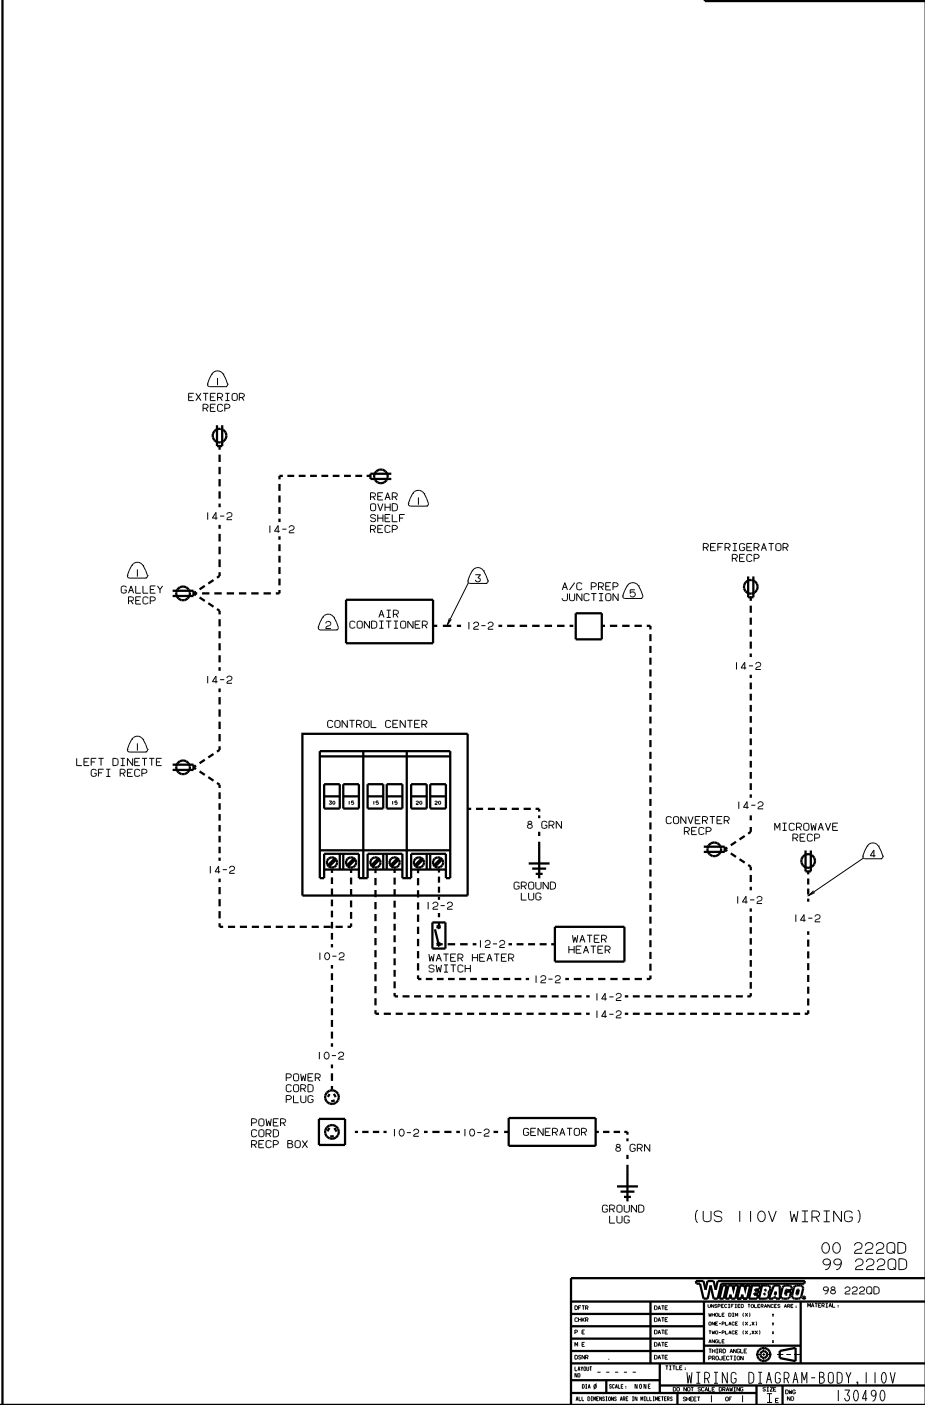 1
EXTERIOR
RECP
14-2
14-2
REAR
OVHD
SHELF
RECP
1
REFRIGERATOR
RECP
1
GALLEY
RECP
3
A/C PREP
JUNCTION
5
2
AIR
CONDITIONER
12-2
14-2
14-2
CONTROL CENTER
1
LEFT DINETTE
GFI RECP
30
15
15
15
20
20
14-2
8 GRN
CONVERTER
RECP
MICROWAVE
RECP
4
14-2
GROUND
LUG
12-2
14-2
14-2
WATER
HEATER
12-2
10-2
WATER HEATER
SWITCH
12-2
14-2
14-2
10-2
POWER
CORD
PLUG
POWER
CORD
RECP BOX
10-2
10-2
GENERATOR
8 GRN
GROUND
LUG
(US 110V WIRING)
00 222QD
99 222QD
WINNEBAGO
98 222QD
DFTR
DATE
UNSPECIFIED TOLERANCES ARE:
MATERIAL:
CHKR
DATE
WHOLE DIM (X)
ONE-PLACE (X.X)
P E
DATE
TWO-PLACE (X.XX)
M E
DATE
ANGLE
DSNR
DATE
THIRD ANGLE
PROJECTION
LAYOUT
NO
- - - - -
TITLE:
WIRING DIAGRAM-BODY,110V
DIA Ø
SCALE: NONE
DO NOT SCALE DRAWING
SIZE
DWG
NO
130490
ALL DIMENSIONS ARE IN MILLIMETERS
SHEET 1 OF 1